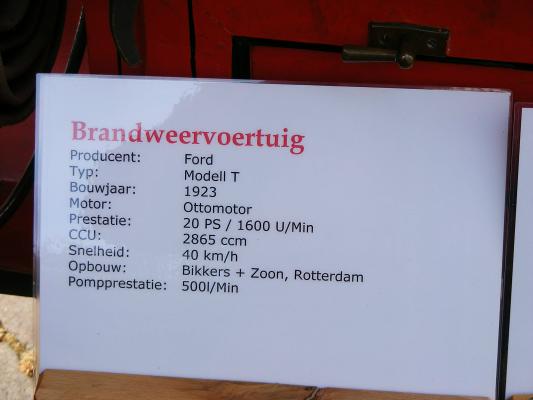 Brandweervoertuig
Producent: Ford
Typ: Modell T
Bouwjaar: 1923
Motor: Ottomotor
Prestatie: 20 PS / 1600 U/Min
CCU: 2865 ccm
Snelheid: 40 km/h
Opbouw: Bikkers + Zoon, Rotterdam
Pompprestatie: 500l/Min